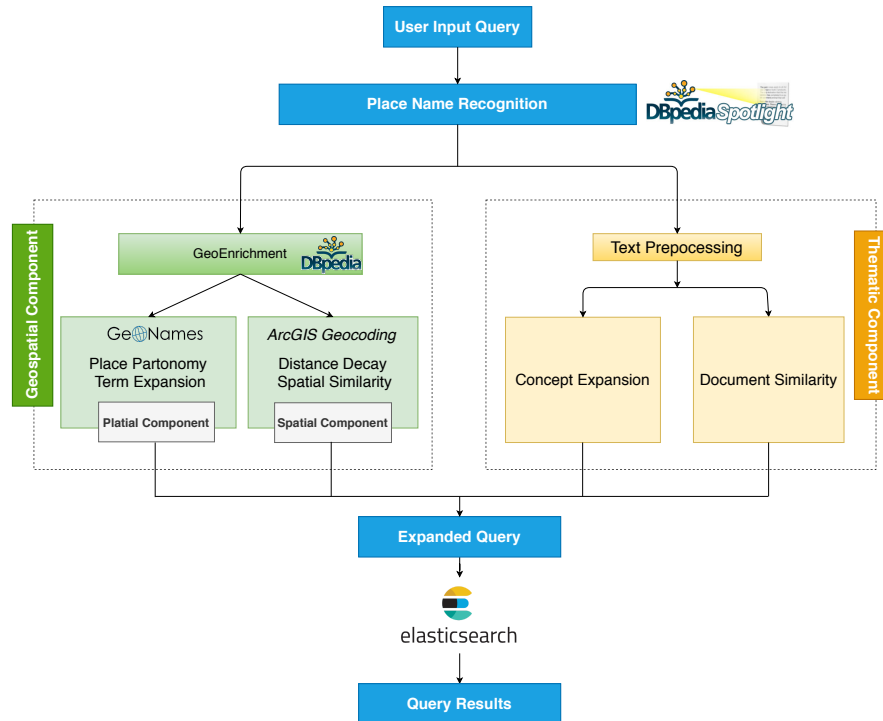 User Input Query
Place Name Recognition
DBpedia Spotlight
Geospatial Component
GeoEnrichment
DBpedia
GeoNames
Place Partonomy
Term Expansion
Platial Component
ArcGIS Geocoding
Distance Decay
Spatial Similarity
Spatial Component
Text Prepocessing
Concept Expansion
Document Similarity
Thematic Component
Expanded Query
elasticsearch
Query Results